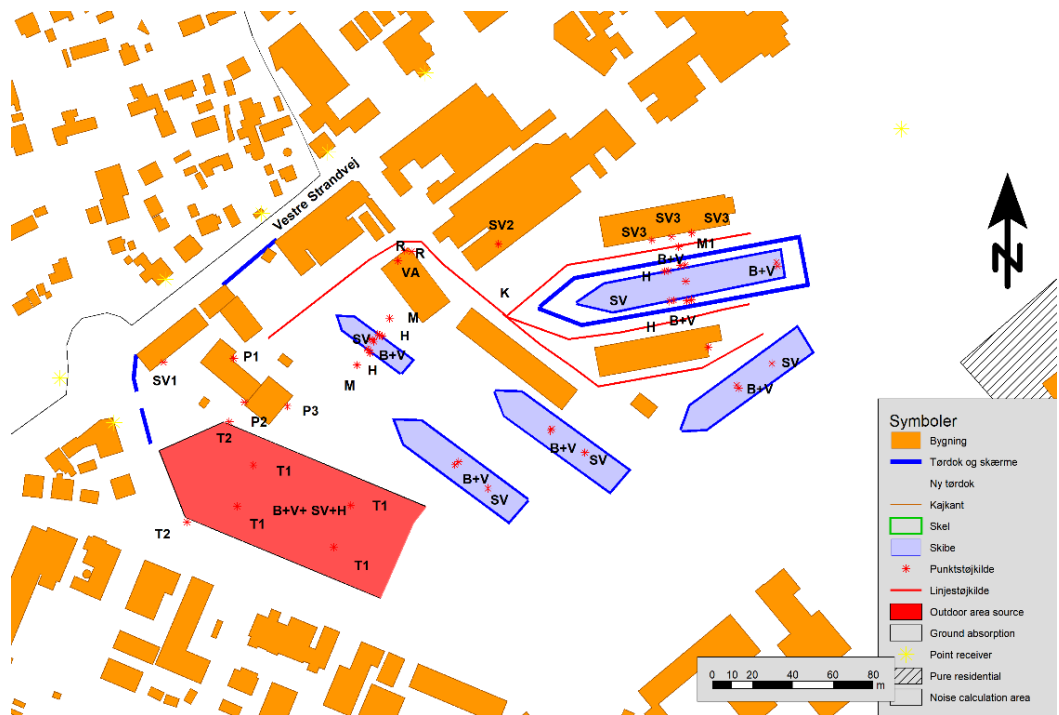 Vestre Strandvej
SV2
SV3
SV3
SV3
M1
B+V
B+V
H
SV
B+V
H
K
R
R
VA
M
SV
H
B+V
H
M
P1
SV1
P2
P3
T2
T1
B+V+ SV+H
T1
T1
T1
T2
B+V
SV
B+V
SV
SV
B+V
N
Symboler
Bygning
Tørdok og skærme
Ny tørdok
Kajkant
Skel
Skibe
Punktstøjkilde
Linjestøjkilde
Outdoor area source
Ground absorption
Point receiver
Pure residential
Noise calculation area
0 10 20 40 60 80
m